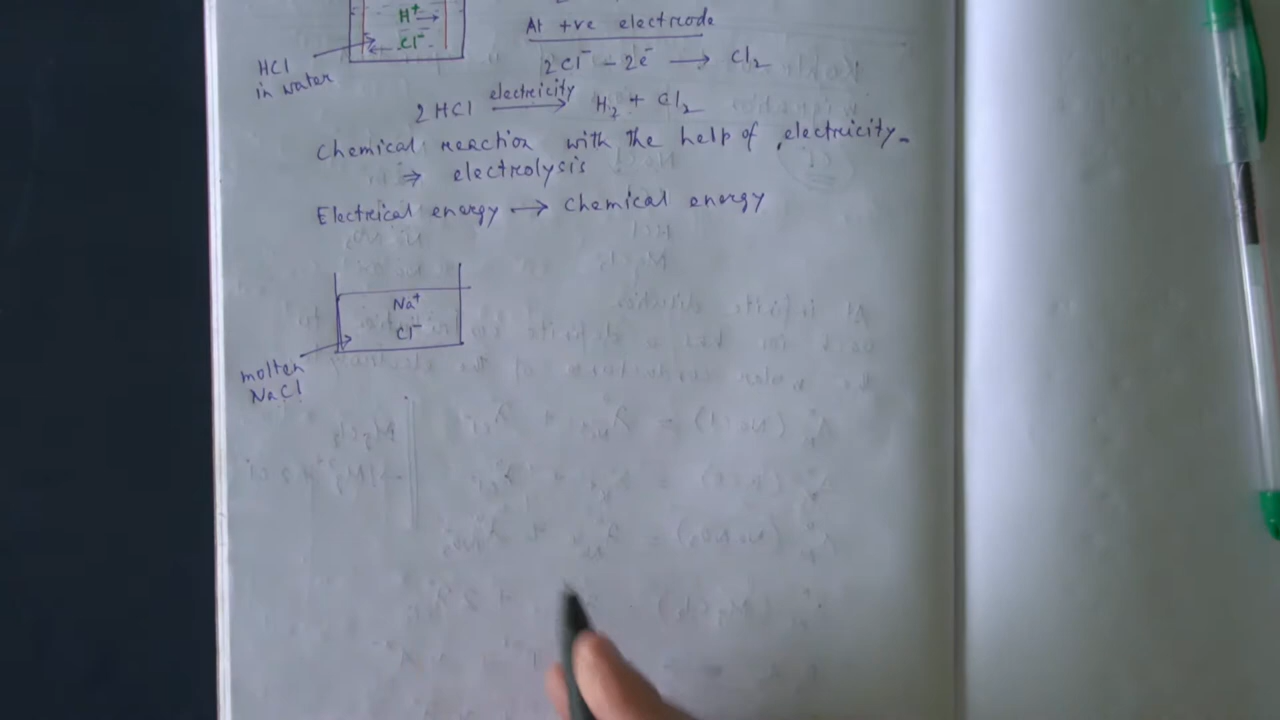 H⁺ →
Cl⁻
HCl
in water
At +ve electrode
2Cl⁻ - 2e⁻ → Cl₂
2HCl electricity → H₂ + Cl₂
Chemical reaction with the help of electricity.
⇒ electrolysis
Electrical energy → Chemical energy
Na⁺
Cl⁻
molten
NaCl